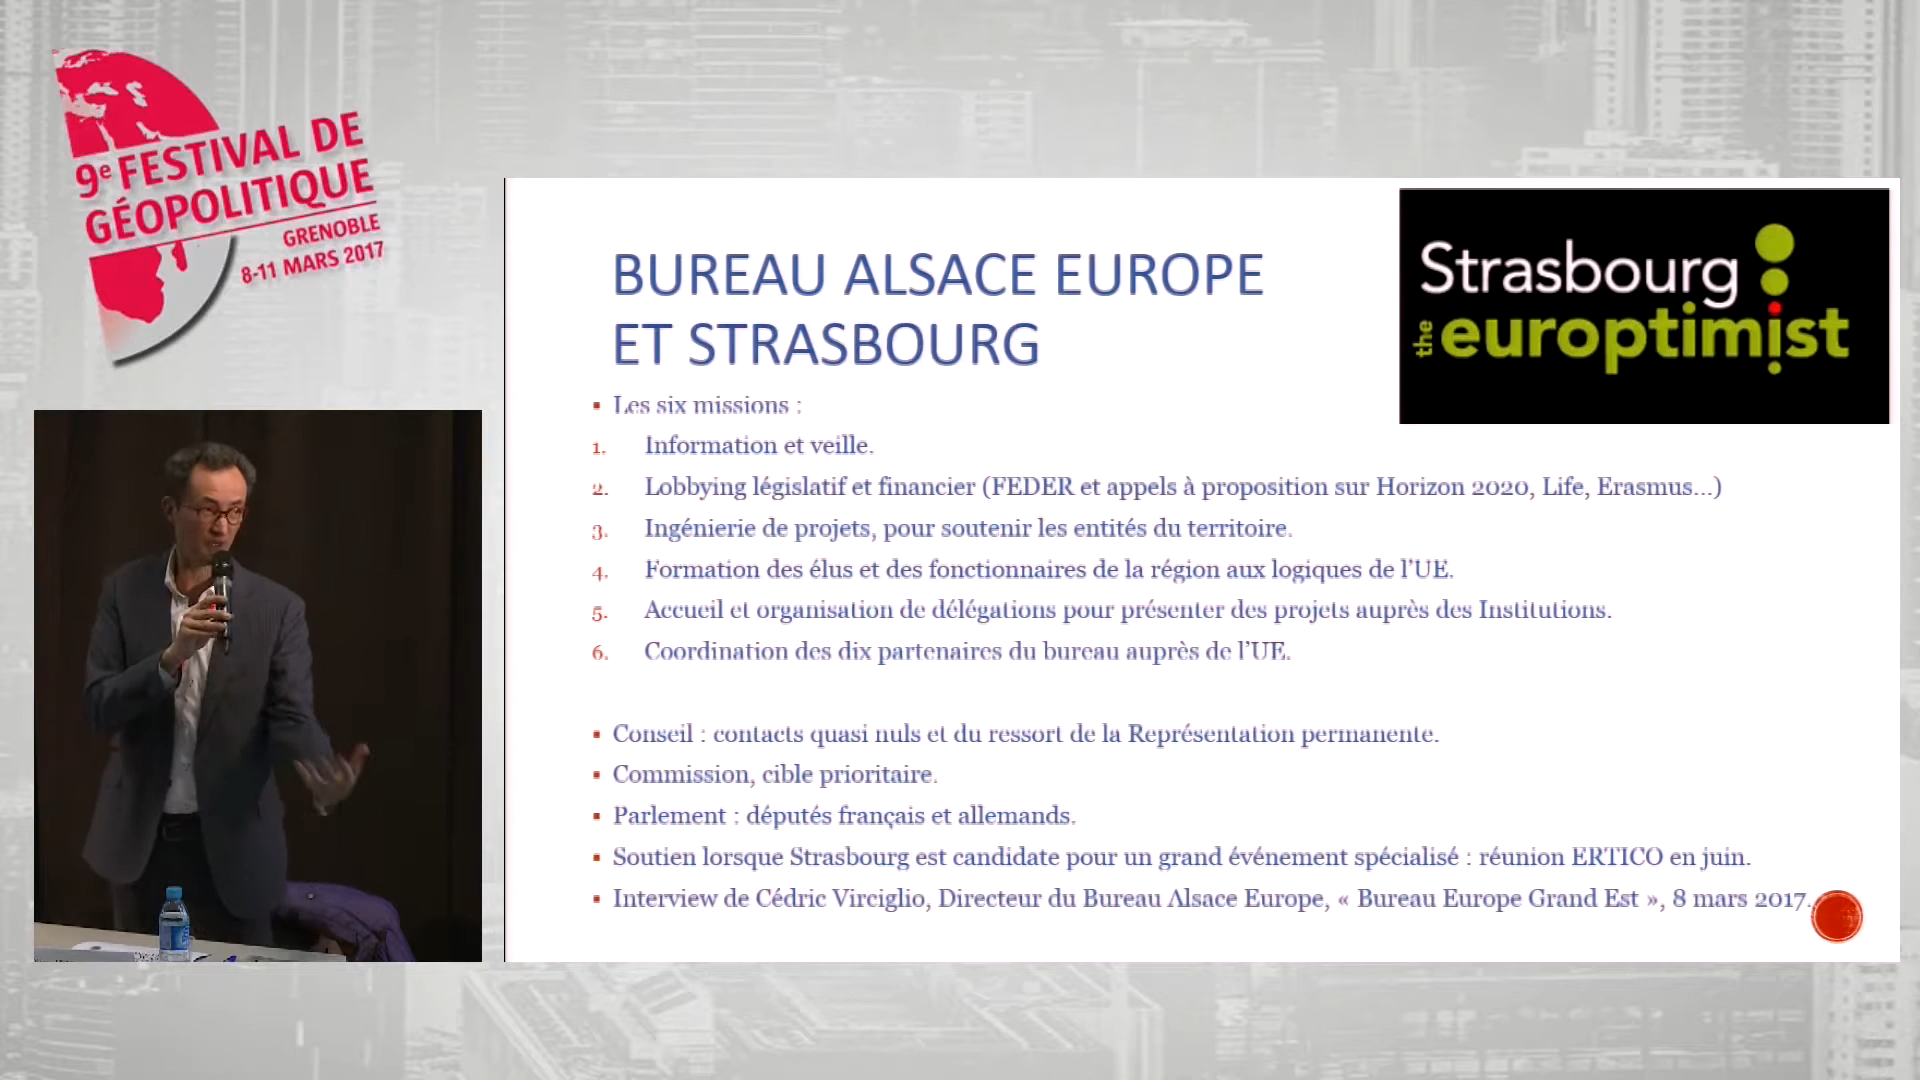 9e FESTIVAL DE
GÉOPOLITIQUE
GRENOBLE
8-11 MARS 2017
BUREAU ALSACE EUROPE
ET STRASBOURG
Strasbourg
the europtimist
▪ Les six missions :
1. Information et veille.
2. Lobbying législatif et financier (FEDER et appels à proposition sur Horizon 2020, Life, Erasmus...)
3. Ingénierie de projets, pour soutenir les entités du territoire.
4. Formation des élus et des fonctionnaires de la région aux logiques de l'UE.
5. Accueil et organisation de délégations pour présenter des projets auprès des Institutions.
6. Coordination des dix partenaires du bureau auprès de l'UE.
▪ Conseil : contacts quasi nuls et du ressort de la Représentation permanente.
▪ Commission, cible prioritaire.
▪ Parlement : députés français et allemands.
▪ Soutien lorsque Strasbourg est candidate pour un grand événement spécialisé : réunion ERTICO en juin.
▪ Interview de Cédric Virciglio, Directeur du Bureau Alsace Europe, « Bureau Europe Grand Est », 8 mars 2017.